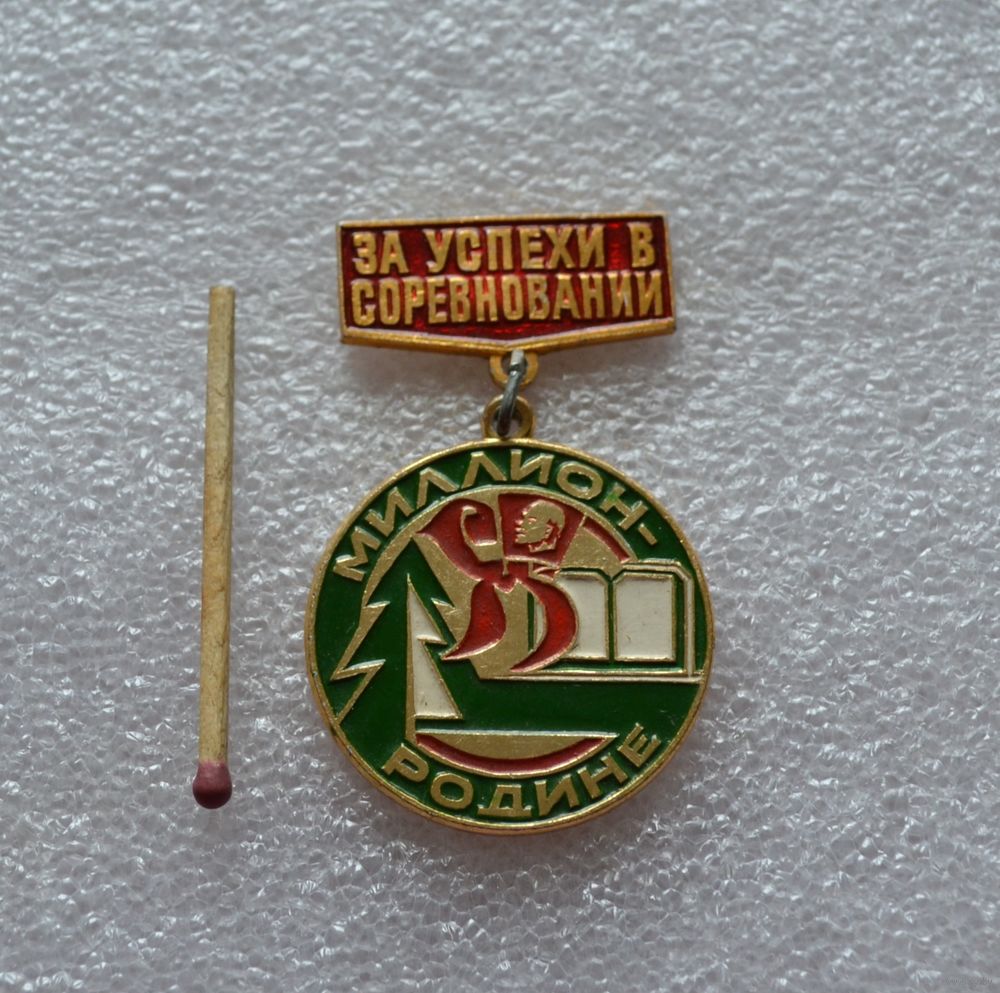 ЗА УСПЕХИ В
СОРЕВНОВАНИИ
МИЛЛИОН-
РОДИНЕ